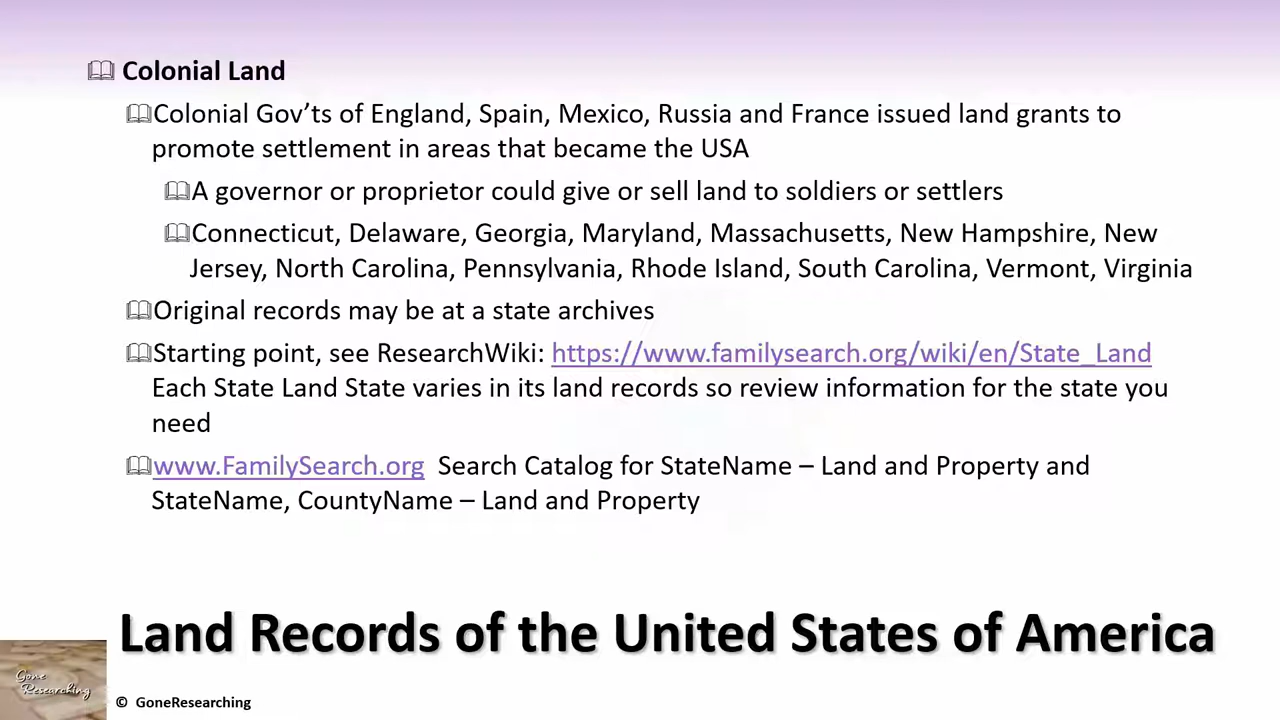 Colonial Land
Colonial Gov’ts of England, Spain, Mexico, Russia and France issued land grants to
promote settlement in areas that became the USA
A governor or proprietor could give or sell land to soldiers or settlers
Connecticut, Delaware, Georgia, Maryland, Massachusetts, New Hampshire, New
Jersey, North Carolina, Pennsylvania, Rhode Island, South Carolina, Vermont, Virginia
Original records may be at a state archives
Starting point, see ResearchWiki: https://www.familysearch.org/wiki/en/State_Land
Each State Land State varies in its land records so review information for the state you
need
www.FamilySearch.org Search Catalog for StateName – Land and Property and
StateName, CountyName – Land and Property
Land Records of the United States of America
Gone
Researching
© GoneResearching